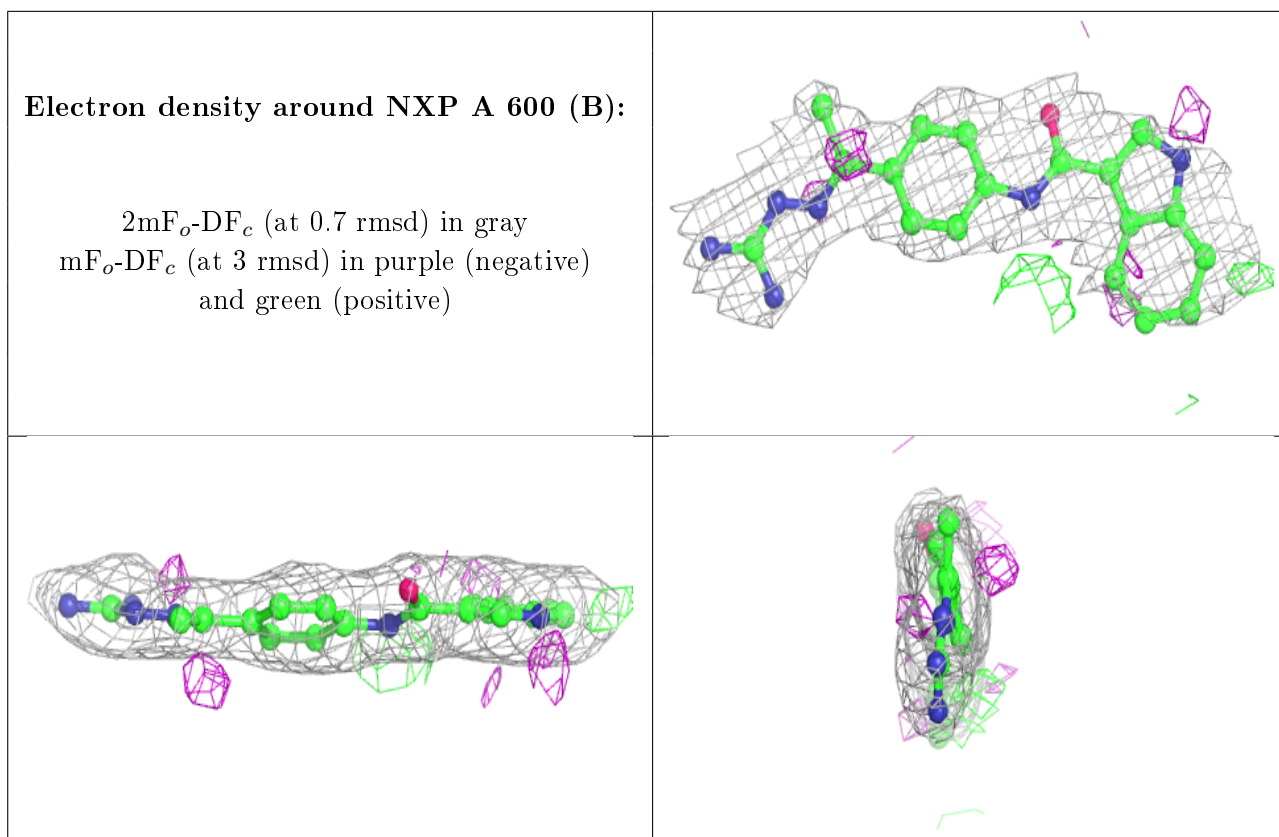 Electron density around NXP A 600 (B):
2mFo-DFc (at 0.7 rmsd) in gray
mFo-DFc (at 3 rmsd) in purple (negative)
and green (positive)